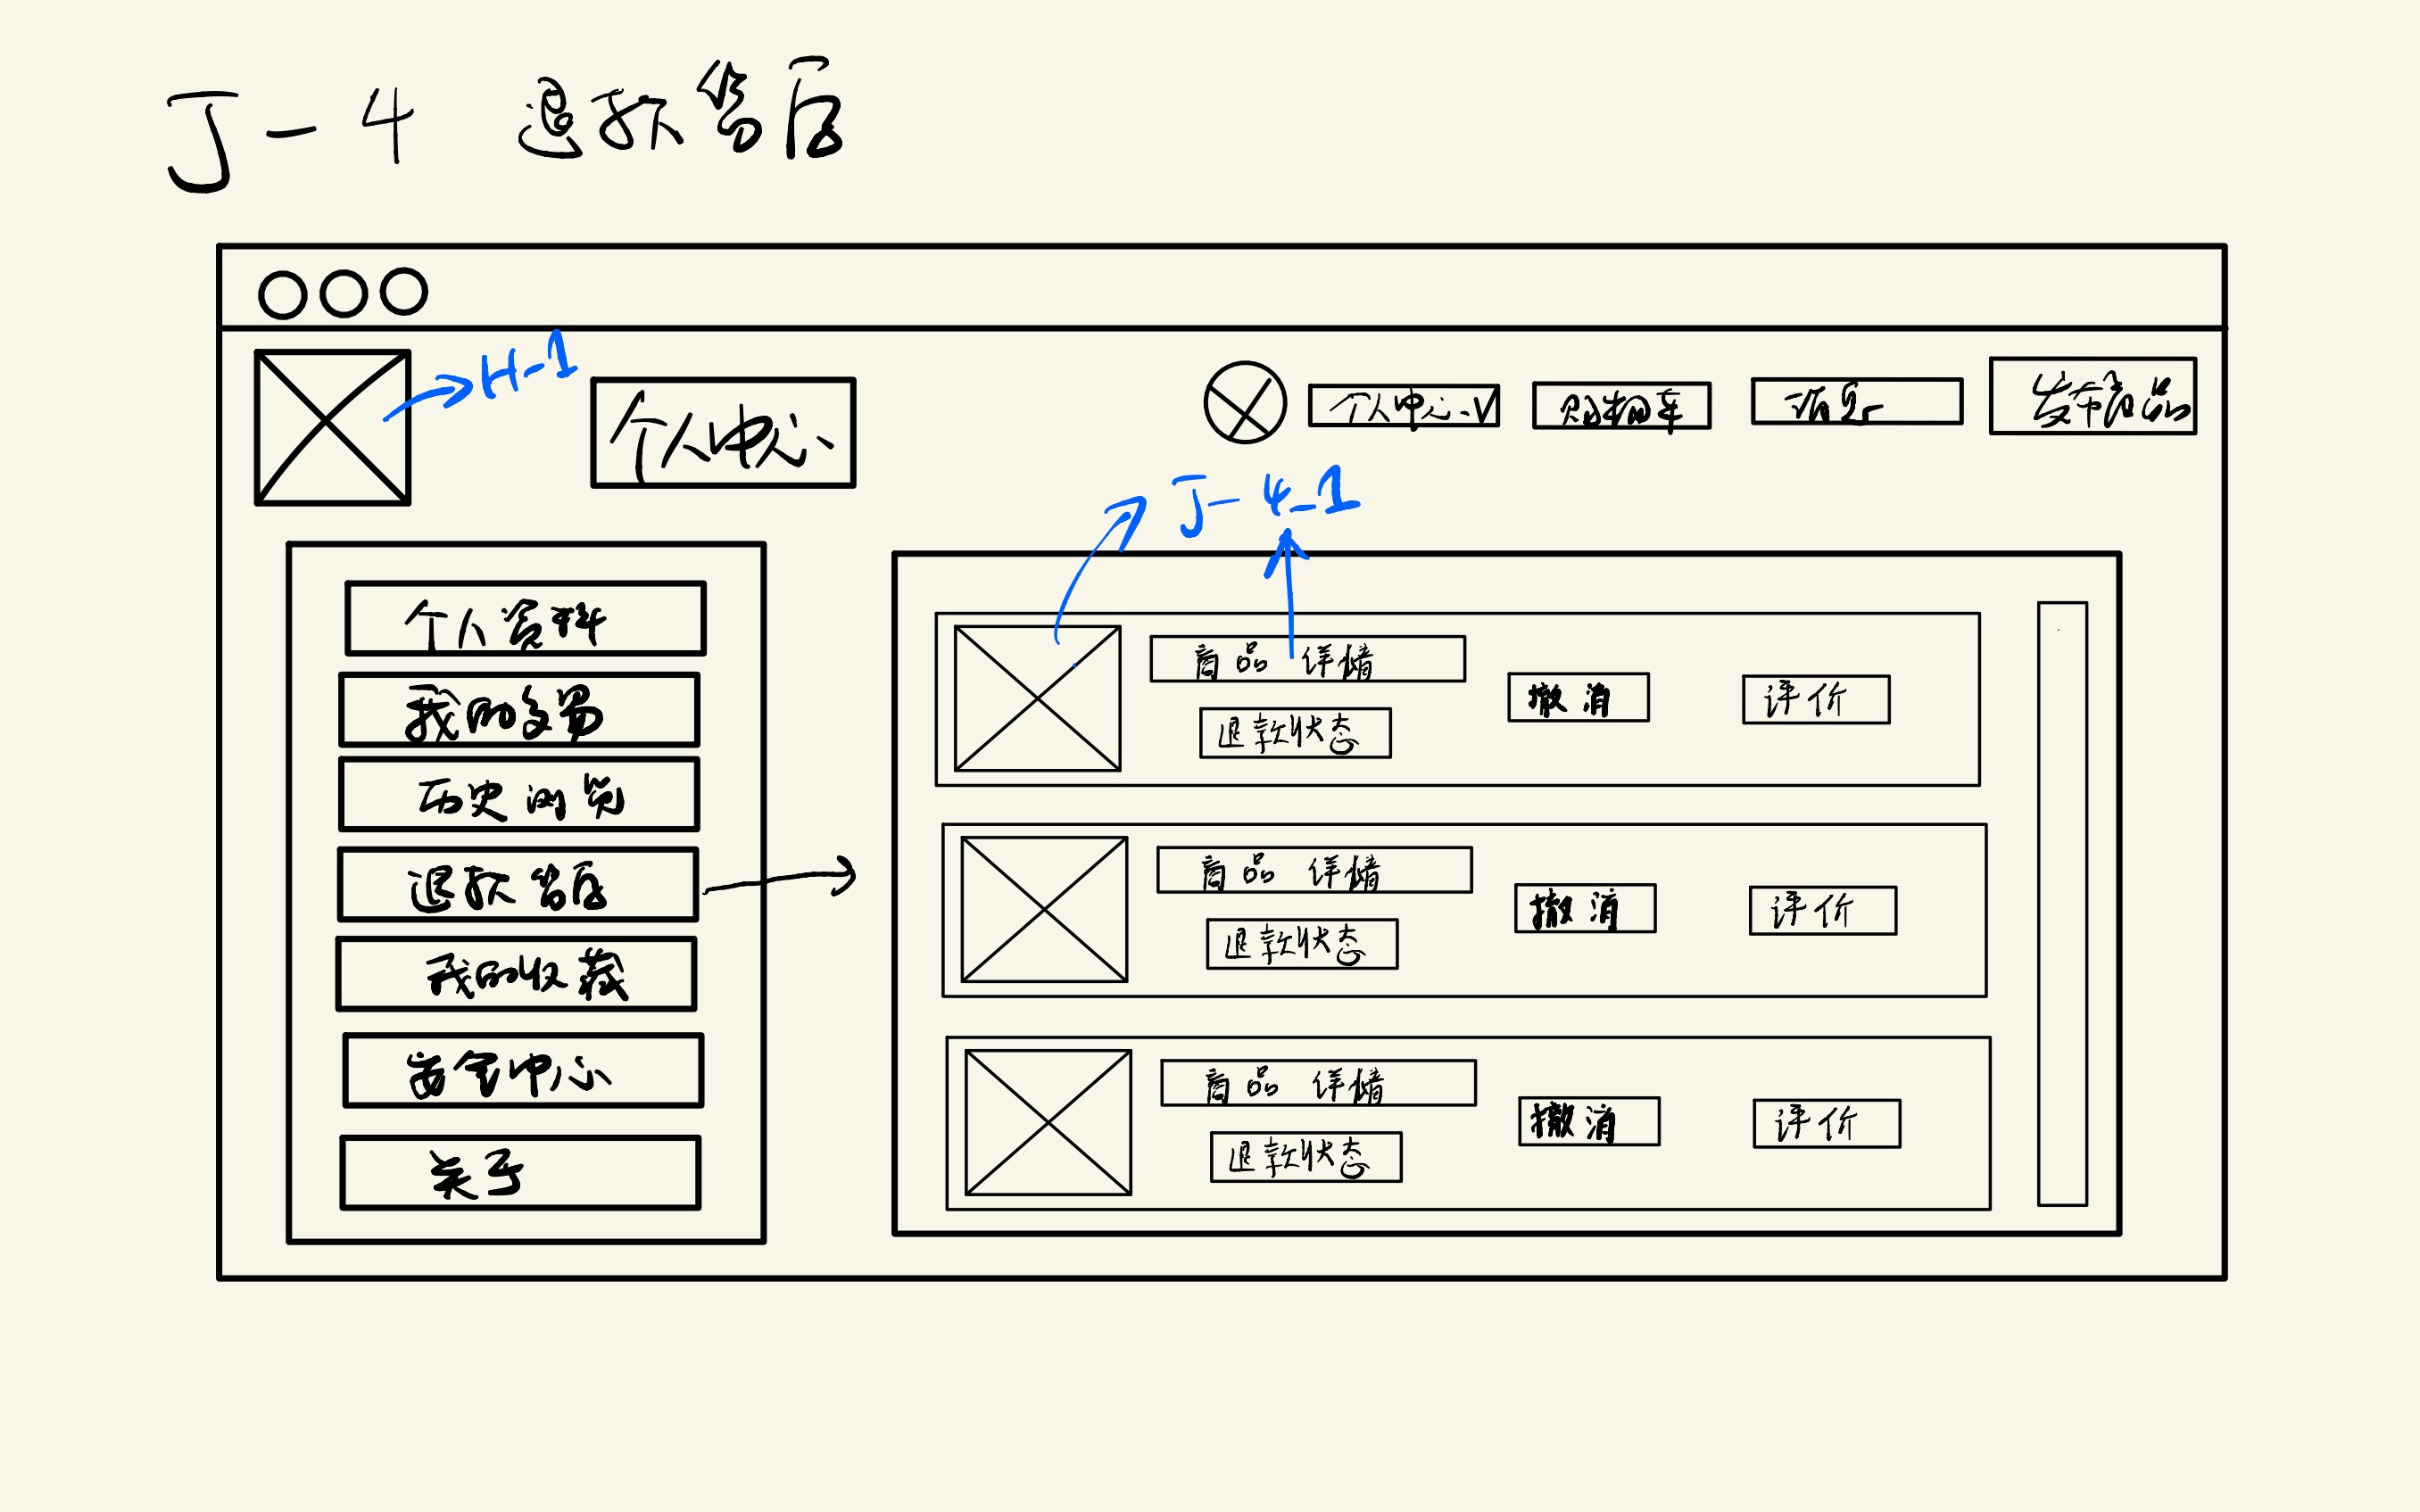 J-4 退款售后
H-1
个人中心
个人中心
购物车
消息
发布商品
J-4-1
个人资料
我的交易
历史浏览
退款售后
我的收藏
安全中心
关于
商品 详情
退款状态
撤消
评价
商品 详情
退款状态
撤消
评价
商品 详情
退款状态
撤消
评价